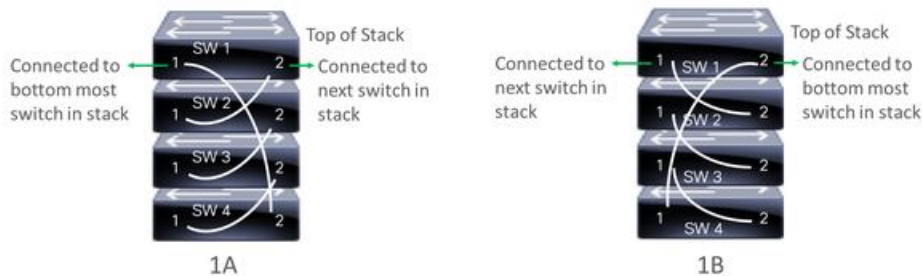 Top of Stack
SW 1
1 2
Connected to
bottom most
switch in stack
Connected to
next switch in
stack
SW 2
1 2
SW 3
1 2
SW 4
1 2
1A
Top of Stack
1 2
SW 1
Connected to
next switch in
stack
Connected to
bottom most
switch in stack
1 2
SW 2
1 2
SW 3
1 2
SW 4
1B